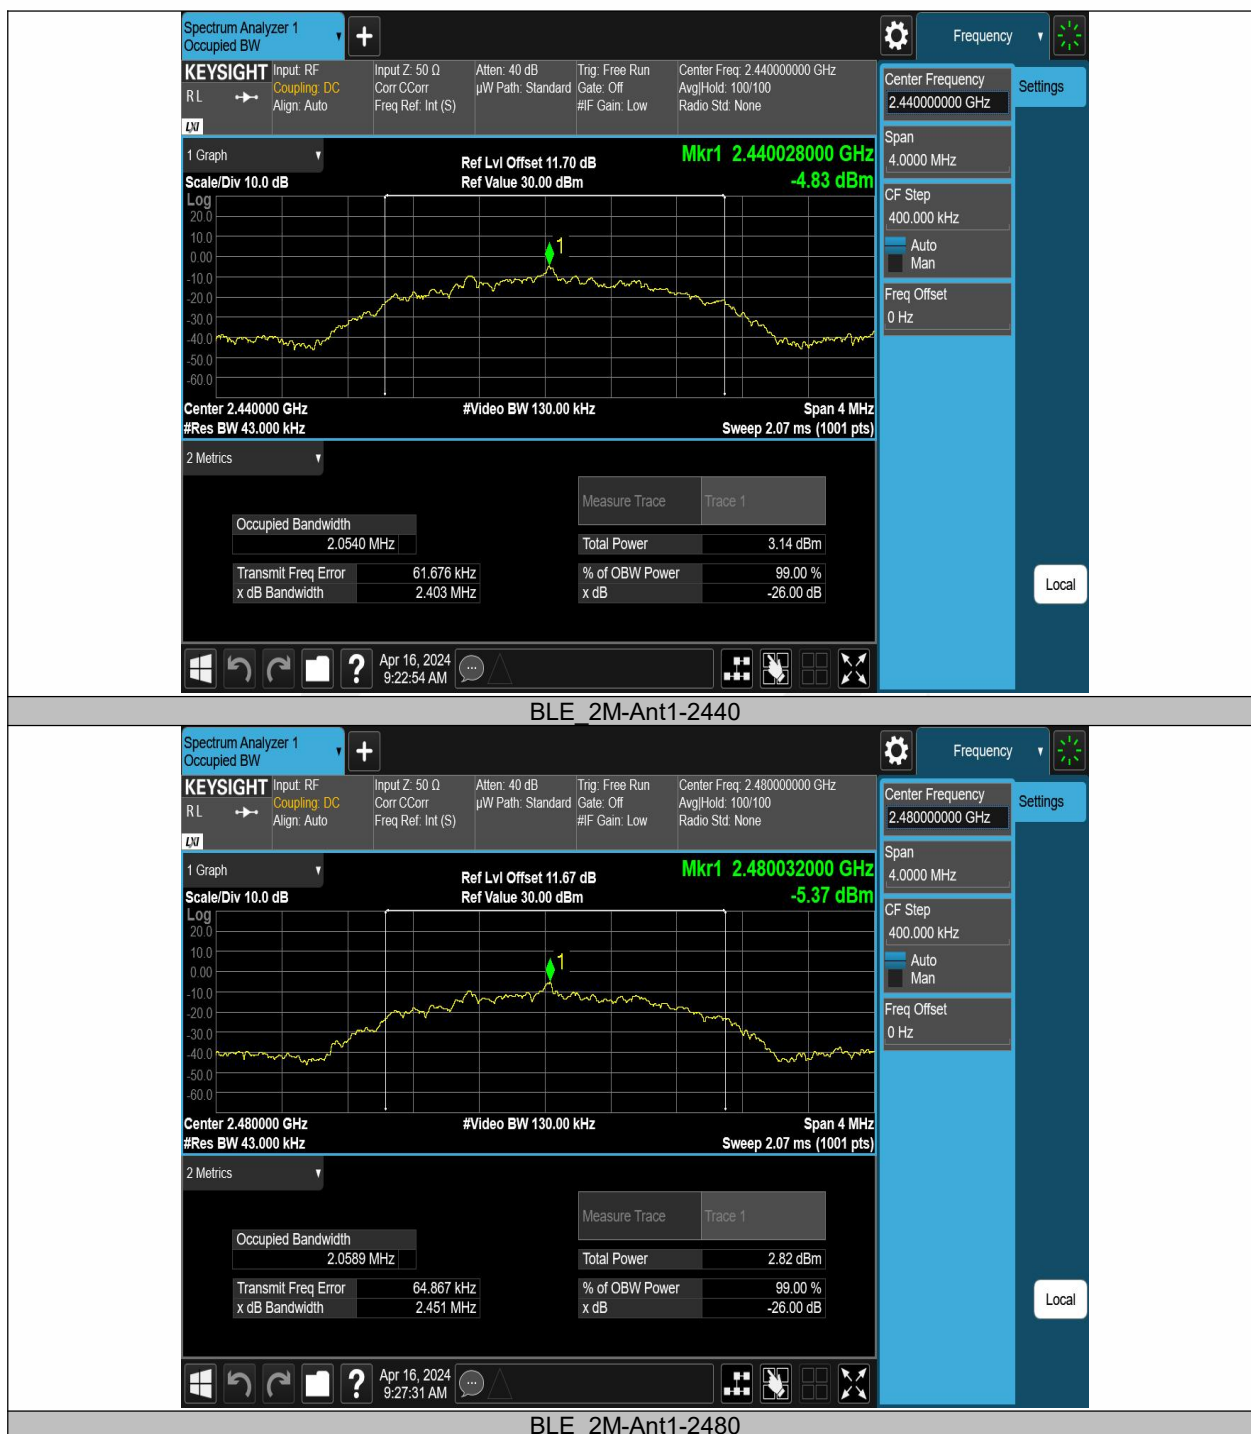 Spectrum Analyzer 1
Occupied BW
Frequency
KEYSIGHT
R L
LXI
Input: RF
Coupling: DC
Align: Auto
Input Z: 50 Ω
Corr CCorr
Freq Ref: Int (S)
Atten: 40 dB
µW Path: Standard
Trig: Free Run
Gate: Off
#IF Gain: Low
Center Freq: 2.440000000 GHz
Avg|Hold: 100/100
Radio Std: None
Center Frequency
2.440000000 GHz
Settings
Span
4.0000 MHz
CF Step
400.000 kHz
Auto
Man
Freq Offset
0 Hz
Local
1 Graph
Scale/Div 10.0 dB
Ref Lvl Offset 11.70 dB
Ref Value 30.00 dBm
Mkr1 2.440028000 GHz
-4.83 dBm
Log
20.0
10.0
0.00
-10.0
-20.0
-30.0
-40.0
-50.0
-60.0
1
Center 2.440000 GHz
#Video BW 130.00 kHz
Span 4 MHz
#Res BW 43.000 kHz
Sweep 2.07 ms (1001 pts)
2 Metrics
Measure Trace
Trace 1
Occupied Bandwidth
2.0540 MHz
Total Power
3.14 dBm
Transmit Freq Error
61.676 kHz
% of OBW Power
99.00 %
x dB Bandwidth
2.403 MHz
x dB
-26.00 dB
?
Apr 16, 2024
9:22:54 AM
BLE_2M-Ant1-2440
Spectrum Analyzer 1
Occupied BW
Frequency
KEYSIGHT
R L
LXI
Input: RF
Coupling: DC
Align: Auto
Input Z: 50 Ω
Corr CCorr
Freq Ref: Int (S)
Atten: 40 dB
µW Path: Standard
Trig: Free Run
Gate: Off
#IF Gain: Low
Center Freq: 2.480000000 GHz
Avg|Hold: 100/100
Radio Std: None
Center Frequency
2.480000000 GHz
Settings
Span
4.0000 MHz
CF Step
400.000 kHz
Auto
Man
Freq Offset
0 Hz
Local
1 Graph
Scale/Div 10.0 dB
Ref Lvl Offset 11.67 dB
Ref Value 30.00 dBm
Mkr1 2.480032000 GHz
-5.37 dBm
Log
20.0
10.0
0.00
-10.0
-20.0
-30.0
-40.0
-50.0
-60.0
1
Center 2.480000 GHz
#Video BW 130.00 kHz
Span 4 MHz
#Res BW 43.000 kHz
Sweep 2.07 ms (1001 pts)
2 Metrics
Measure Trace
Trace 1
Occupied Bandwidth
2.0589 MHz
Total Power
2.82 dBm
Transmit Freq Error
64.867 kHz
% of OBW Power
99.00 %
x dB Bandwidth
2.451 MHz
x dB
-26.00 dB
?
Apr 16, 2024
9:27:31 AM
BLE_2M-Ant1-2480